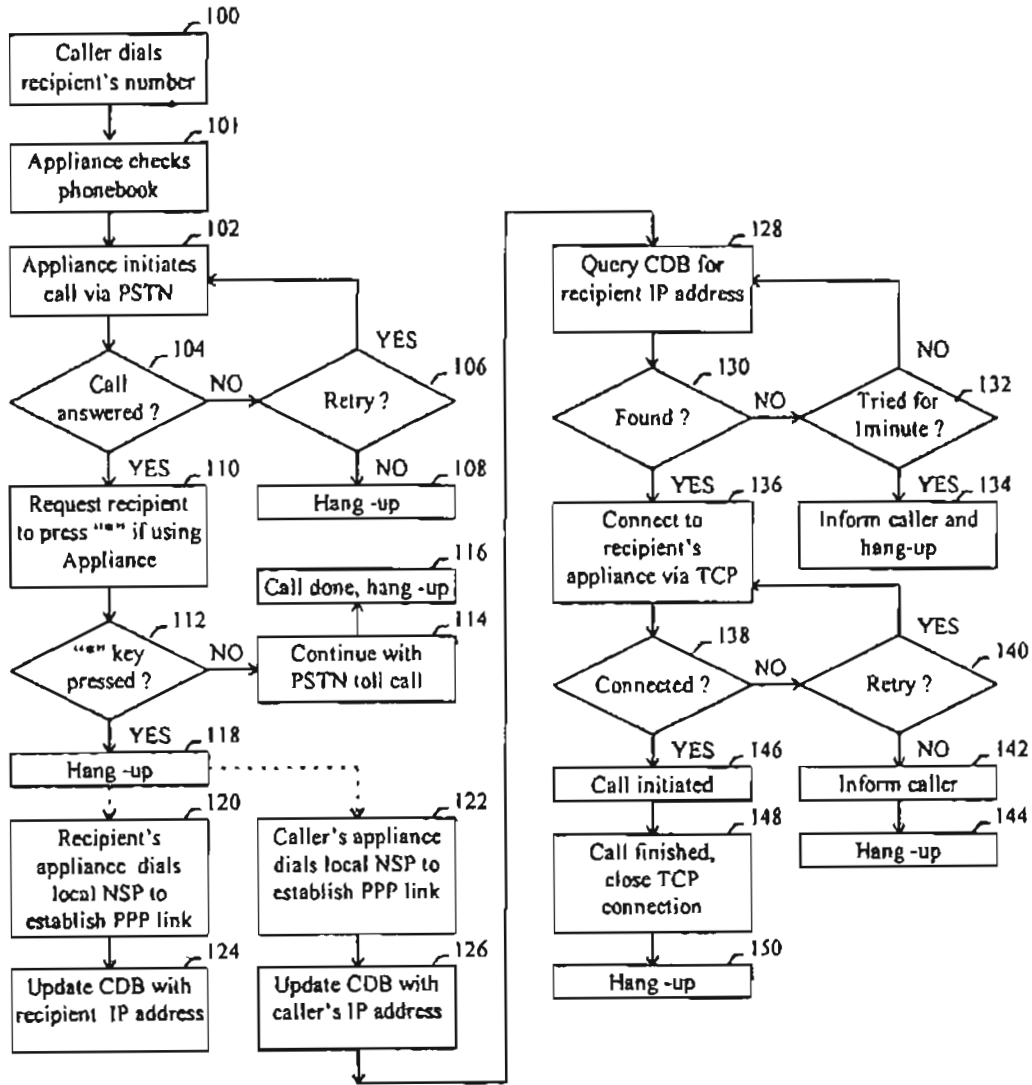 100
Caller dials
recipient's number
101
Appliance checks
phonebook
102
Appliance initiates
call via PSTN
YES
104
Call
answered ?
NO
106
Retry ?
YES
110
Request recipient
to press "*" if using
Appliance
NO
108
Hang -up
116
Call done, hang -up
112
"*" key
pressed ?
NO
114
Continue with
PSTN toll call
YES
118
Hang -up
120
Recipient's
appliance dials
local NSP to
establish PPP link
122
Caller's appliance
dials local NSP to
establish PPP link
124
Update CDB with
recipient IP address
126
Update CDB with
caller's IP address
128
Query CDB for
recipient IP address
NO
130
Found ?
NO
132
Tried for
1minute ?
YES
136
Connect to
recipient's
appliance via TCP
YES
134
Inform caller and
hang-up
YES
138
Connected ?
NO
140
Retry ?
YES
146
Call initiated
NO
142
Inform caller
148
Call finished,
close TCP
connection
144
Hang -up
150
Hang -up